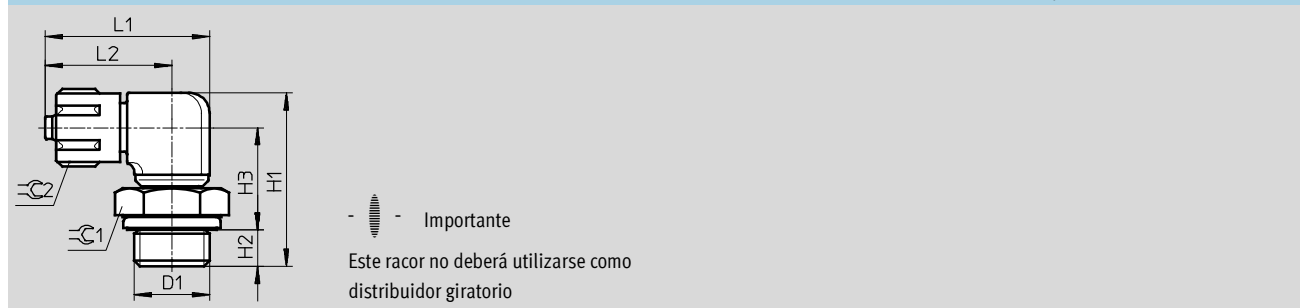 L1
L2
H3
H1
2
1
H2
D1
Importante
Este racor no deberá utilizarse como
distribuidor giratorio